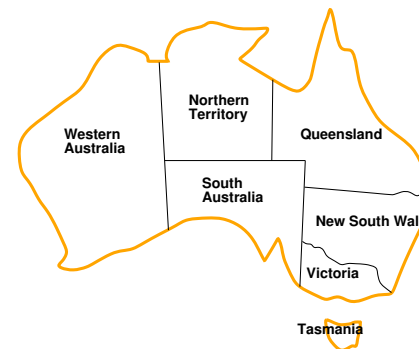 Northern
Territory
Western
Australia
Queensland
South
Australia
New South Wal
Victoria
Tasmania